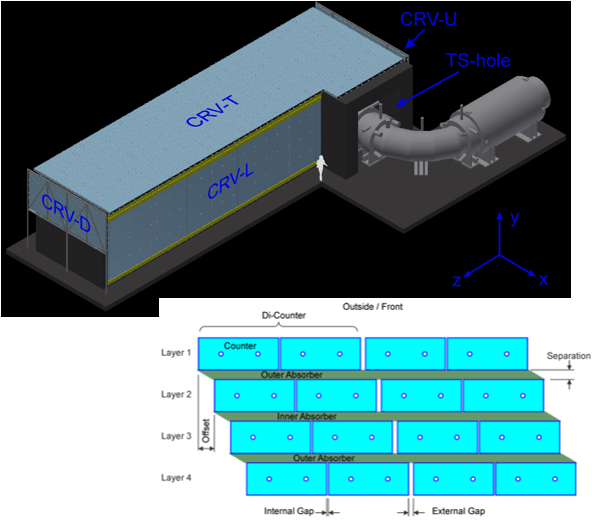 CRV-U
TS-hole
CRV-T
CRV-L
CRV-D
y
z
x
Outside / Front
Di-Counter
Layer 1
Counter
Separation
Outer Absorber
Layer 2
Inner Absorber
Offset
Layer 3
Outer Absorber
Layer 4
Internal Gap
External Gap